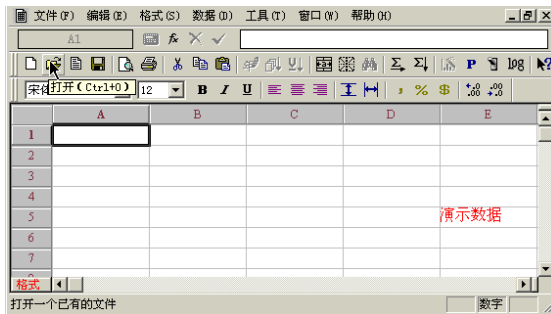 文件(F) 编辑(E) 格式(S) 数据(D) 工具(T) 窗口(W) 帮助(H)
A1 fx
Σ Σ↓ P log
宋体 12 B I U , % $
打开(Ctrl+O)
A B C D E
1
2
3
4
5 演示数据
6
7
格式
打开一个已有的文件 数字